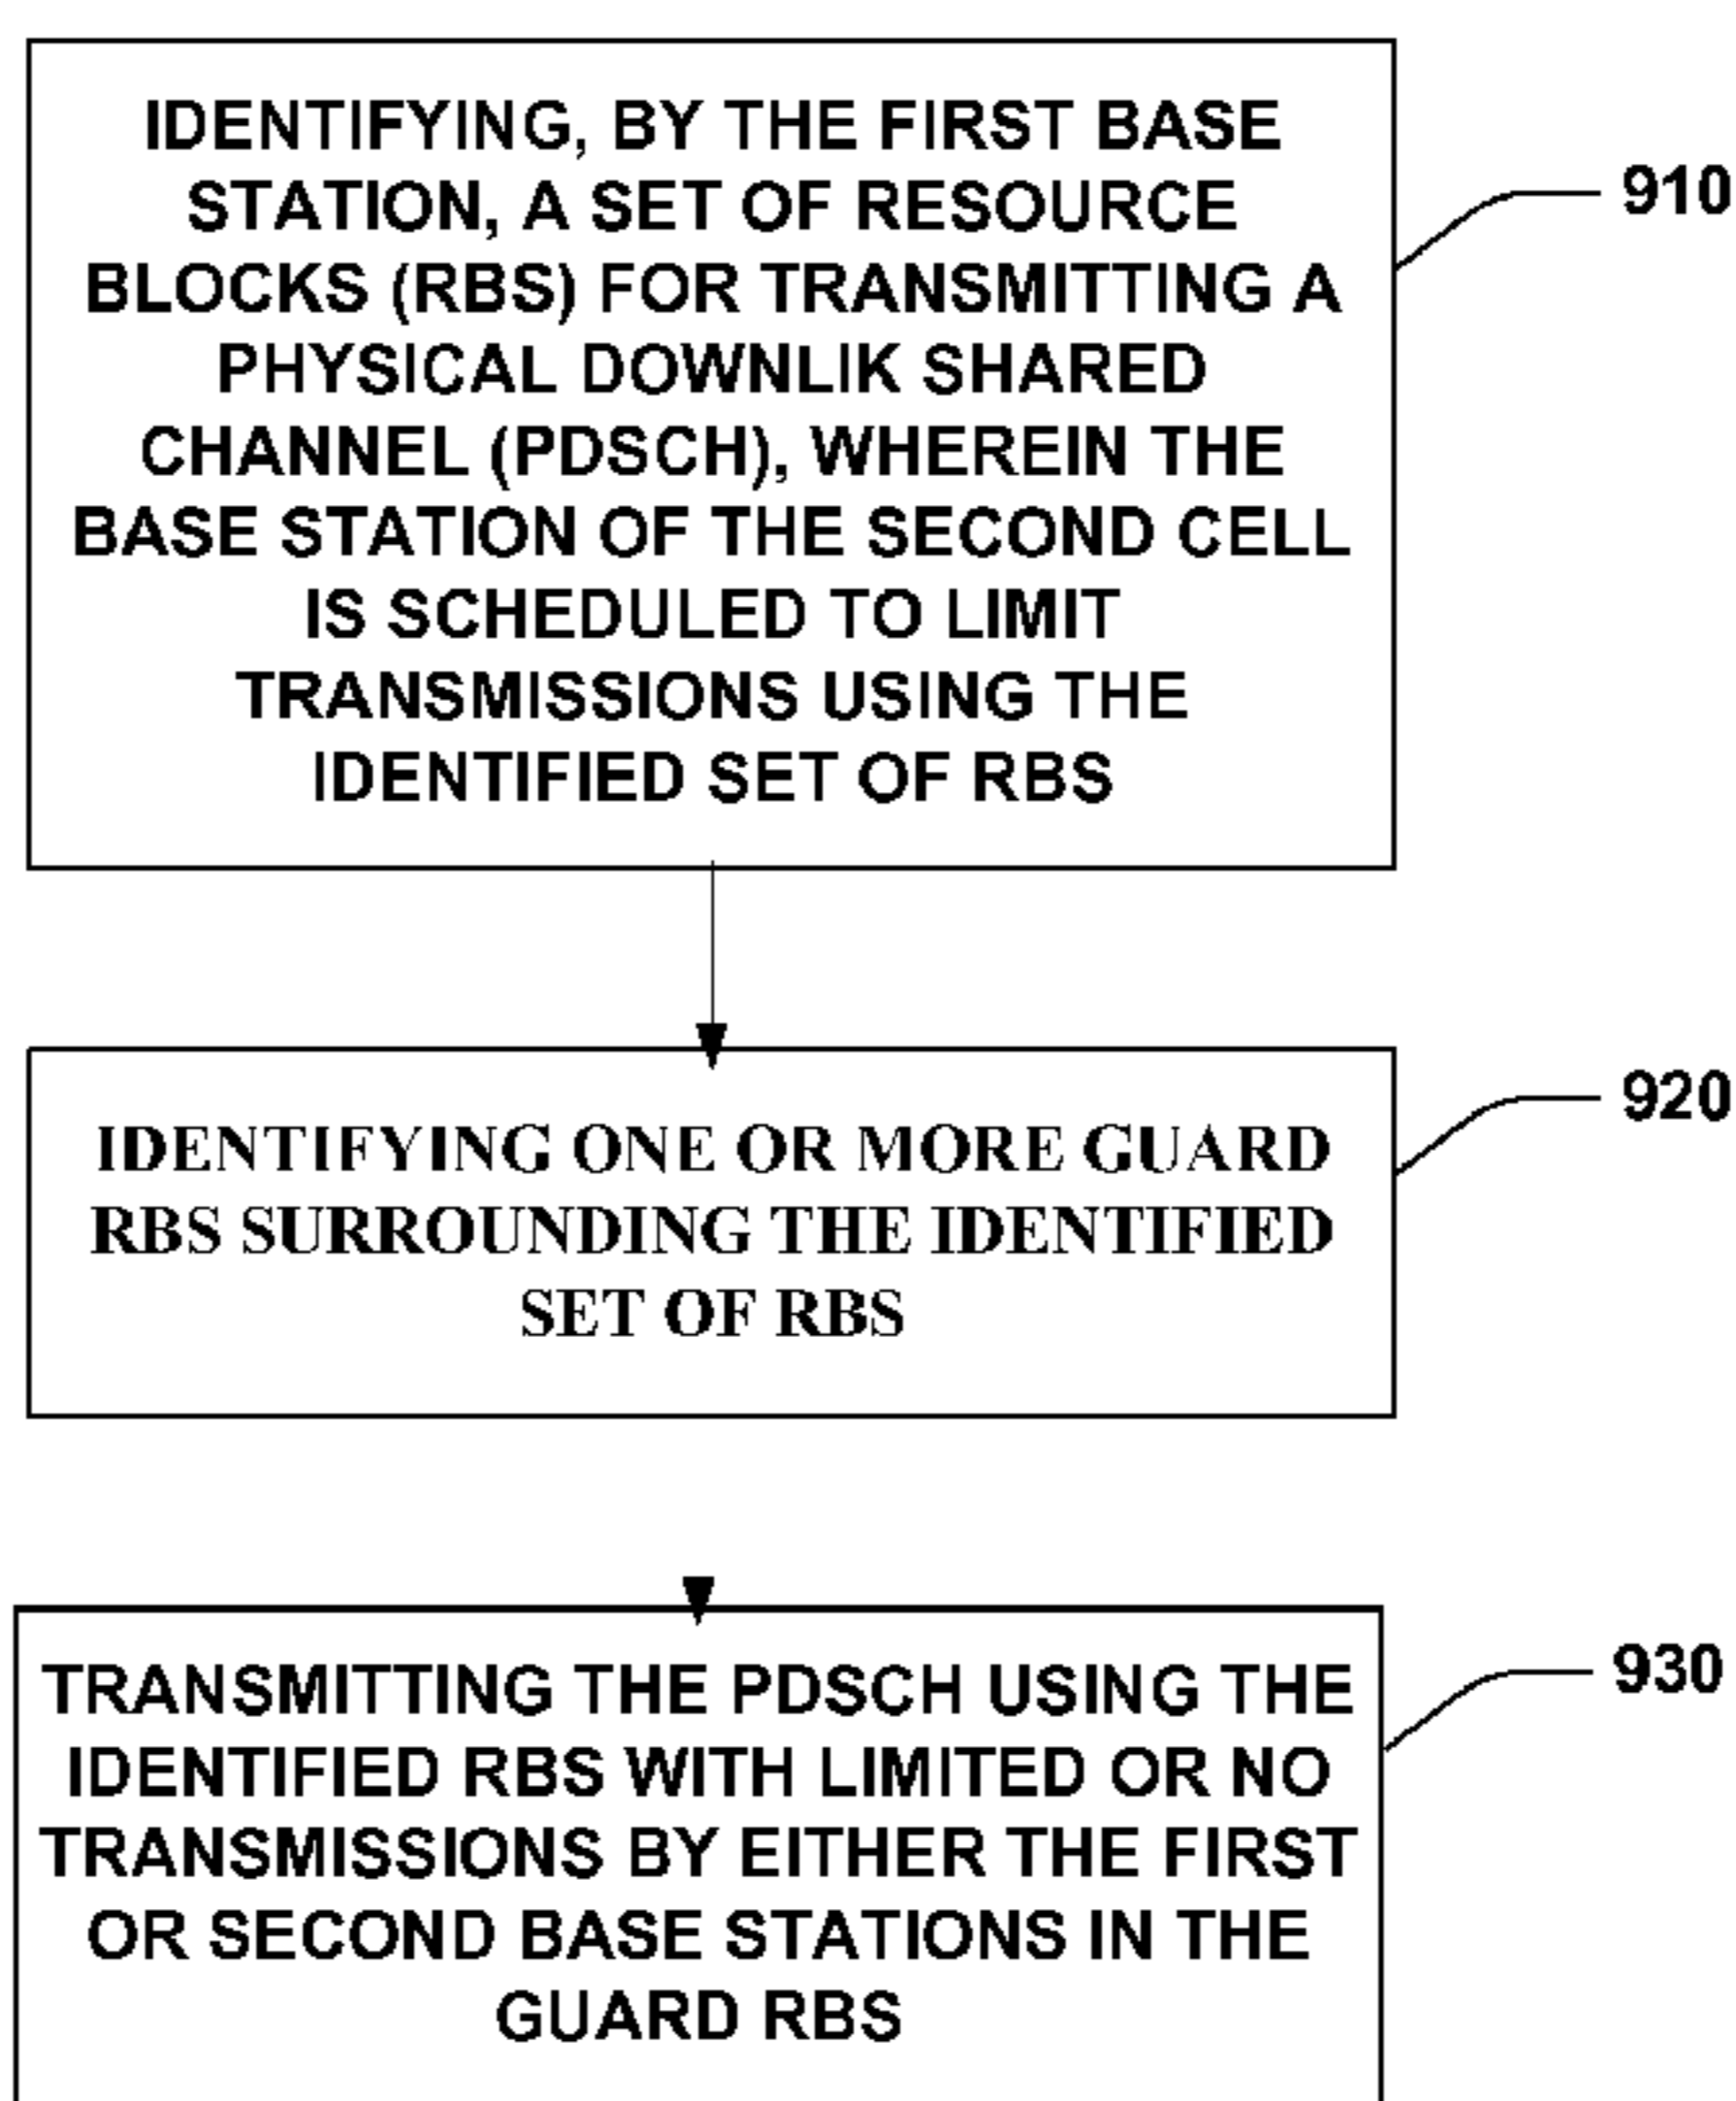 IDENTIFYING, BY THE FIRST BASE
STATION, A SET OF RESOURCE
BLOCKS (RBS) FOR TRANSMITTING A
PHYSICAL DOWNLIK SHARED
CHANNEL (PDSCH), WHEREIN THE
BASE STATION OF THE SECOND CELL
IS SCHEDULED TO LIMIT
TRANSMISSIONS USING THE
IDENTIFIED SET OF RBS
910
IDENTIFYING ONE OR MORE GUARD
RBS SURROUNDING THE IDENTIFIED
SET OF RBS
920
TRANSMITTING THE PDSCH USING THE
IDENTIFIED RBS WITH LIMITED OR NO
TRANSMISSIONS BY EITHER THE FIRST
OR SECOND BASE STATIONS IN THE
GUARD RBS
930